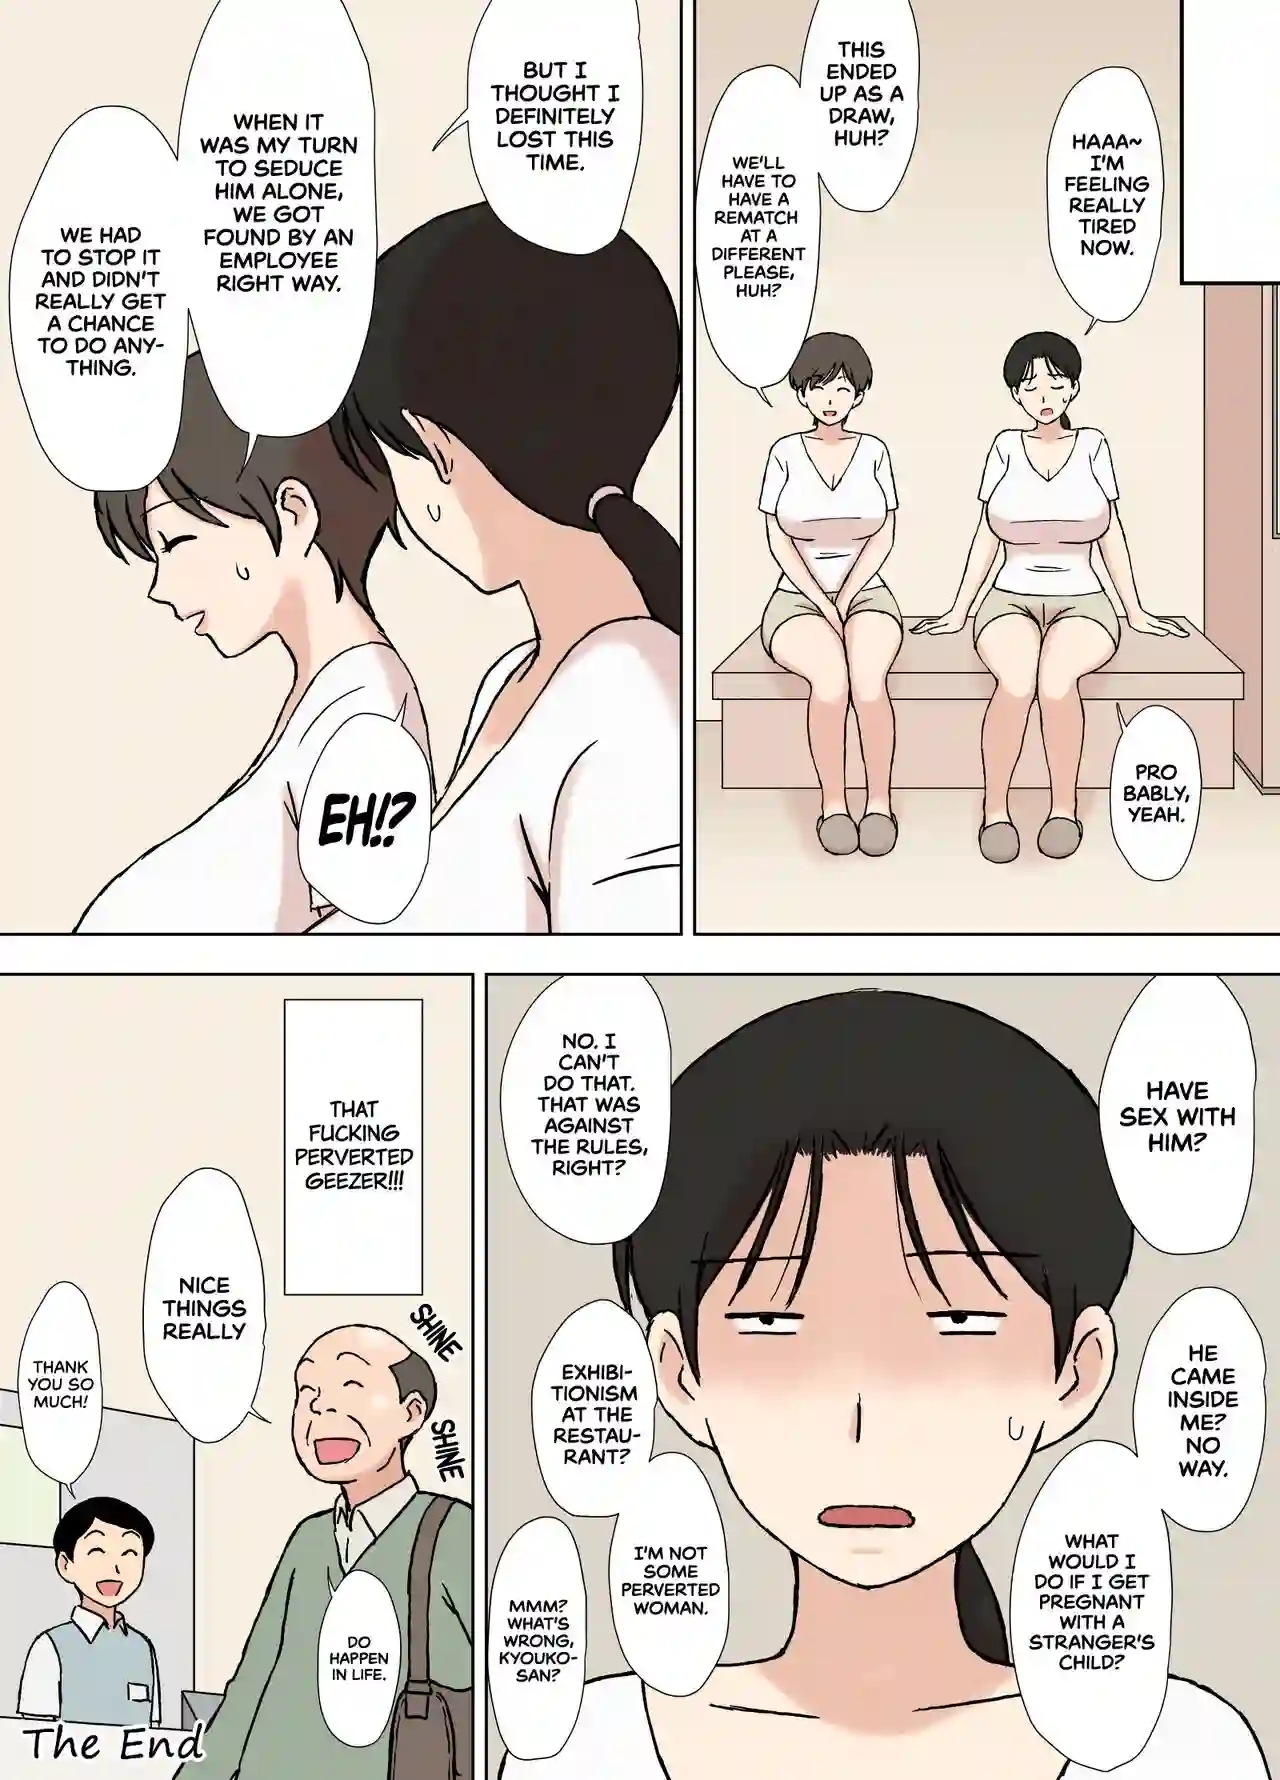 HAAA~
I'M
FEELING
REALLY
TIRED
NOW.
THIS
ENDED
UP AS A
DRAW,
HUH?
WE'LL
HAVE TO
HAVE A
REMATCH
AT A
DIFFERENT
PLEASE,
HUH?
PRO
BABLY,
YEAH.
BUT I
THOUGHT I
DEFINITELY
LOST THIS
TIME.
WHEN IT
WAS MY TURN
TO SEDUCE
HIM ALONE,
WE GOT
FOUND BY AN
EMPLOYEE
RIGHT WAY.
WE HAD
TO STOP IT
AND DIDN'T
REALLY GET
A CHANCE
TO DO ANY-
THING.
EH!?
HAVE
SEX WITH
HIM?
NO. I
CAN'T
DO THAT.
THAT WAS
AGAINST
THE RULES,
RIGHT?
HE
CAME
INSIDE
ME?
NO
WAY.
WHAT
WOULD I
DO IF I GET
PREGNANT
WITH A
STRANGER'S
CHILD?
EXHIBI-
TIONISM
AT THE
RESTAU-
RANT?
I'M NOT
SOME
PERVERTED
WOMAN.
MMM?
WHAT'S
WRONG,
KYOUKO-
SAN?
THAT
FUCKING
PERVERTED
GEEZER!!!
SHINE
SHINE
NICE
THINGS
REALLY
DO
HAPPEN
IN LIFE.
THANK
YOU SO
MUCH!
The End